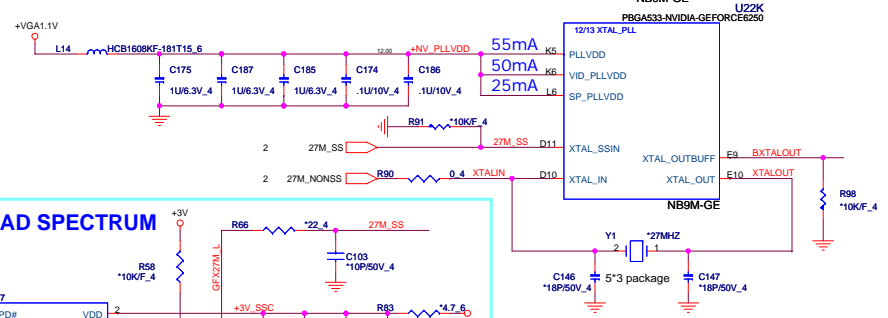 NB9M-GE
U22K
PBGA533-NVIDIA-GEFORCE6250
+VGA1.1V
12/13 XTAL_PLL
L14
HCB1608KF-181T15_6
12,00
+NV_PLLVDD
55mA
K5
PLLVDD
50mA
K6
VID_PLLVDD
25mA
L6
SP_PLLVDD
C175
C187
C185
C174
C186
1U/6.3V_4
1U/6.3V_4
1U/6.3V_4
.1U/10V_4
.1U/10V_4
R91
*10K/F_4
2
27M_SS
27M_SS
D11
XTAL_SSIN
XTAL_OUTBUFF
E9
BXTALOUT
2
27M_NONSS
R90
0_4
XTALIN
D10
XTAL_IN
XTAL_OUT
E10
XTALOUT
NB9M-GE
R98
*10K/F_4
AD SPECTRUM
+3V
R66
*22_4
27M_SS
Y1
*27MHZ
2
1
C103
*10P/50V_4
R58
*10K/F_4
GFX27M_L
C146
*18P/50V_4
5*3 package
C147
*18P/50V_4
7
PD#
VDD
2
+3V_SSC
R83
*4.7_6